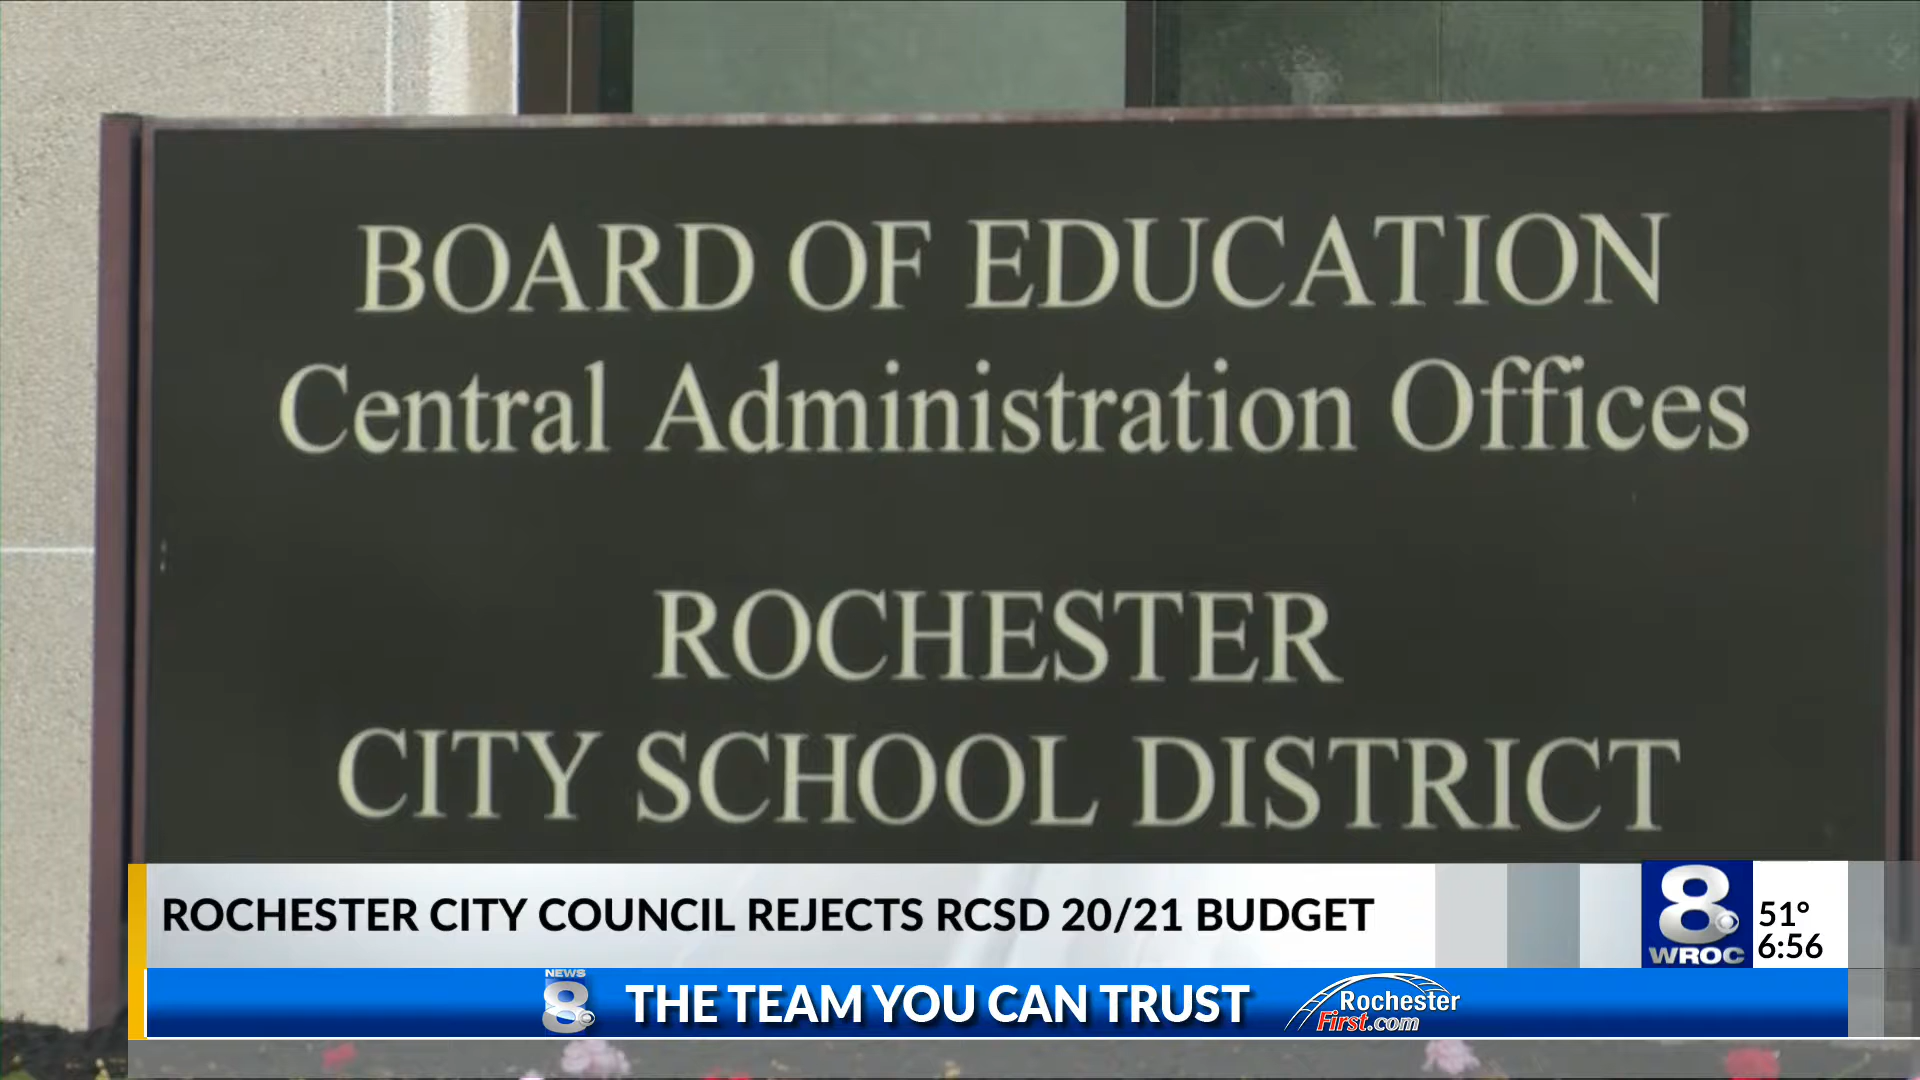 BOARD OF EDUCATION
Central Administration Offices
ROCHESTER
CITY SCHOOL DISTRICT
ROCHESTER CITY COUNCIL REJECTS RCSD 20/21 BUDGET
8
WROC
51°
6:56
NEWS
8
THE TEAM YOU CAN TRUST
Rochester
First.com